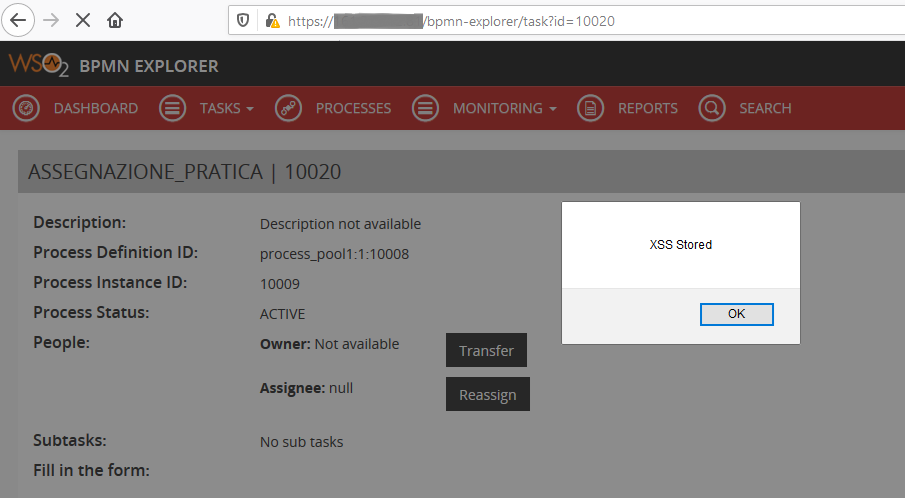 https:// /bpmn-explorer/task?id=10020
WSO2 BPMN EXPLORER
DASHBOARD TASKS PROCESSES MONITORING REPORTS SEARCH
ASSEGNAZIONE_PRATICA | 10020
Description: Description not available
Process Definition ID: process_pool1:1:10008
Process Instance ID: 10009
Process Status: ACTIVE
People: Owner: Not available Transfer
Assignee: null Reassign
Subtasks: No sub tasks
Fill in the form:
XSS Stored
OK